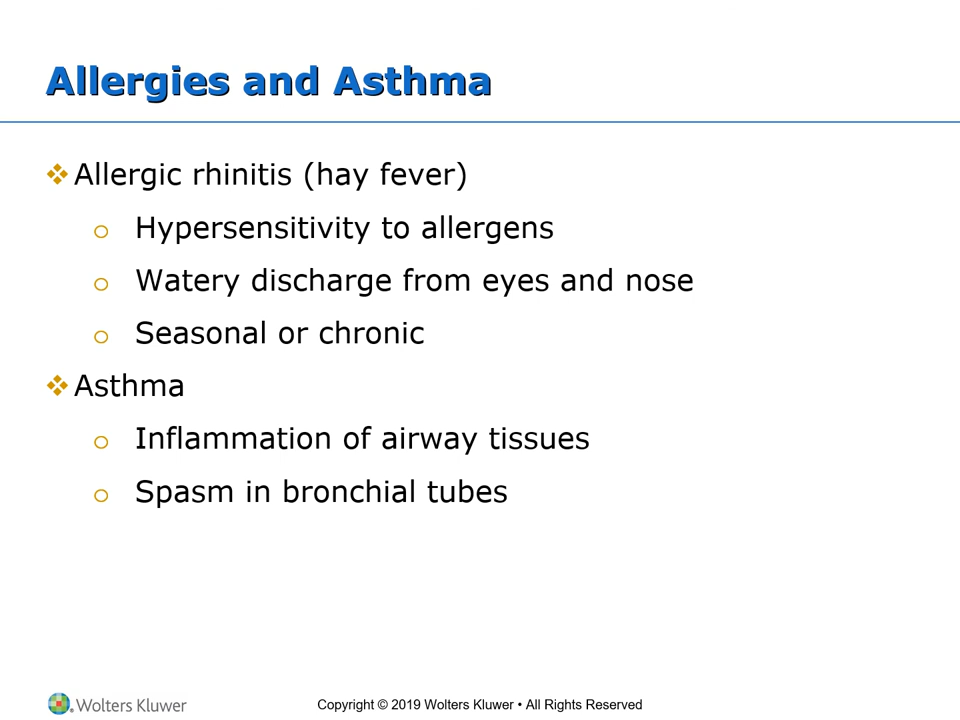 Allergies and Asthma
❖ Allergic rhinitis (hay fever)
o Hypersensitivity to allergens
o Watery discharge from eyes and nose
o Seasonal or chronic
❖ Asthma
o Inflammation of airway tissues
o Spasm in bronchial tubes
Wolters Kluwer
Copyright © 2019 Wolters Kluwer • All Rights Reserved